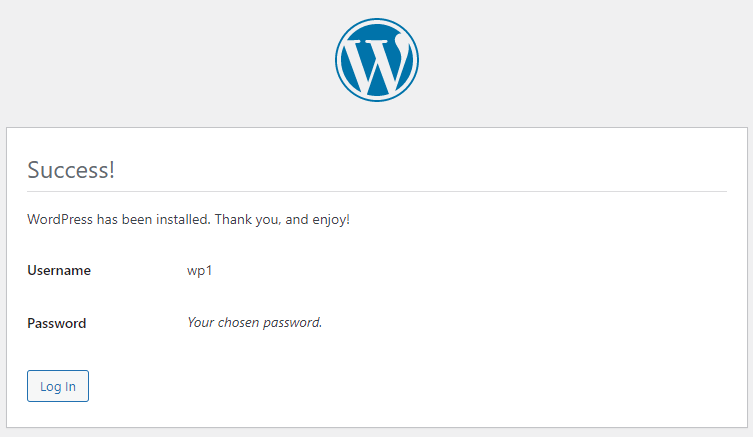 Success!
WordPress has been installed. Thank you, and enjoy!
Username wp1
Password Your chosen password.
Log In